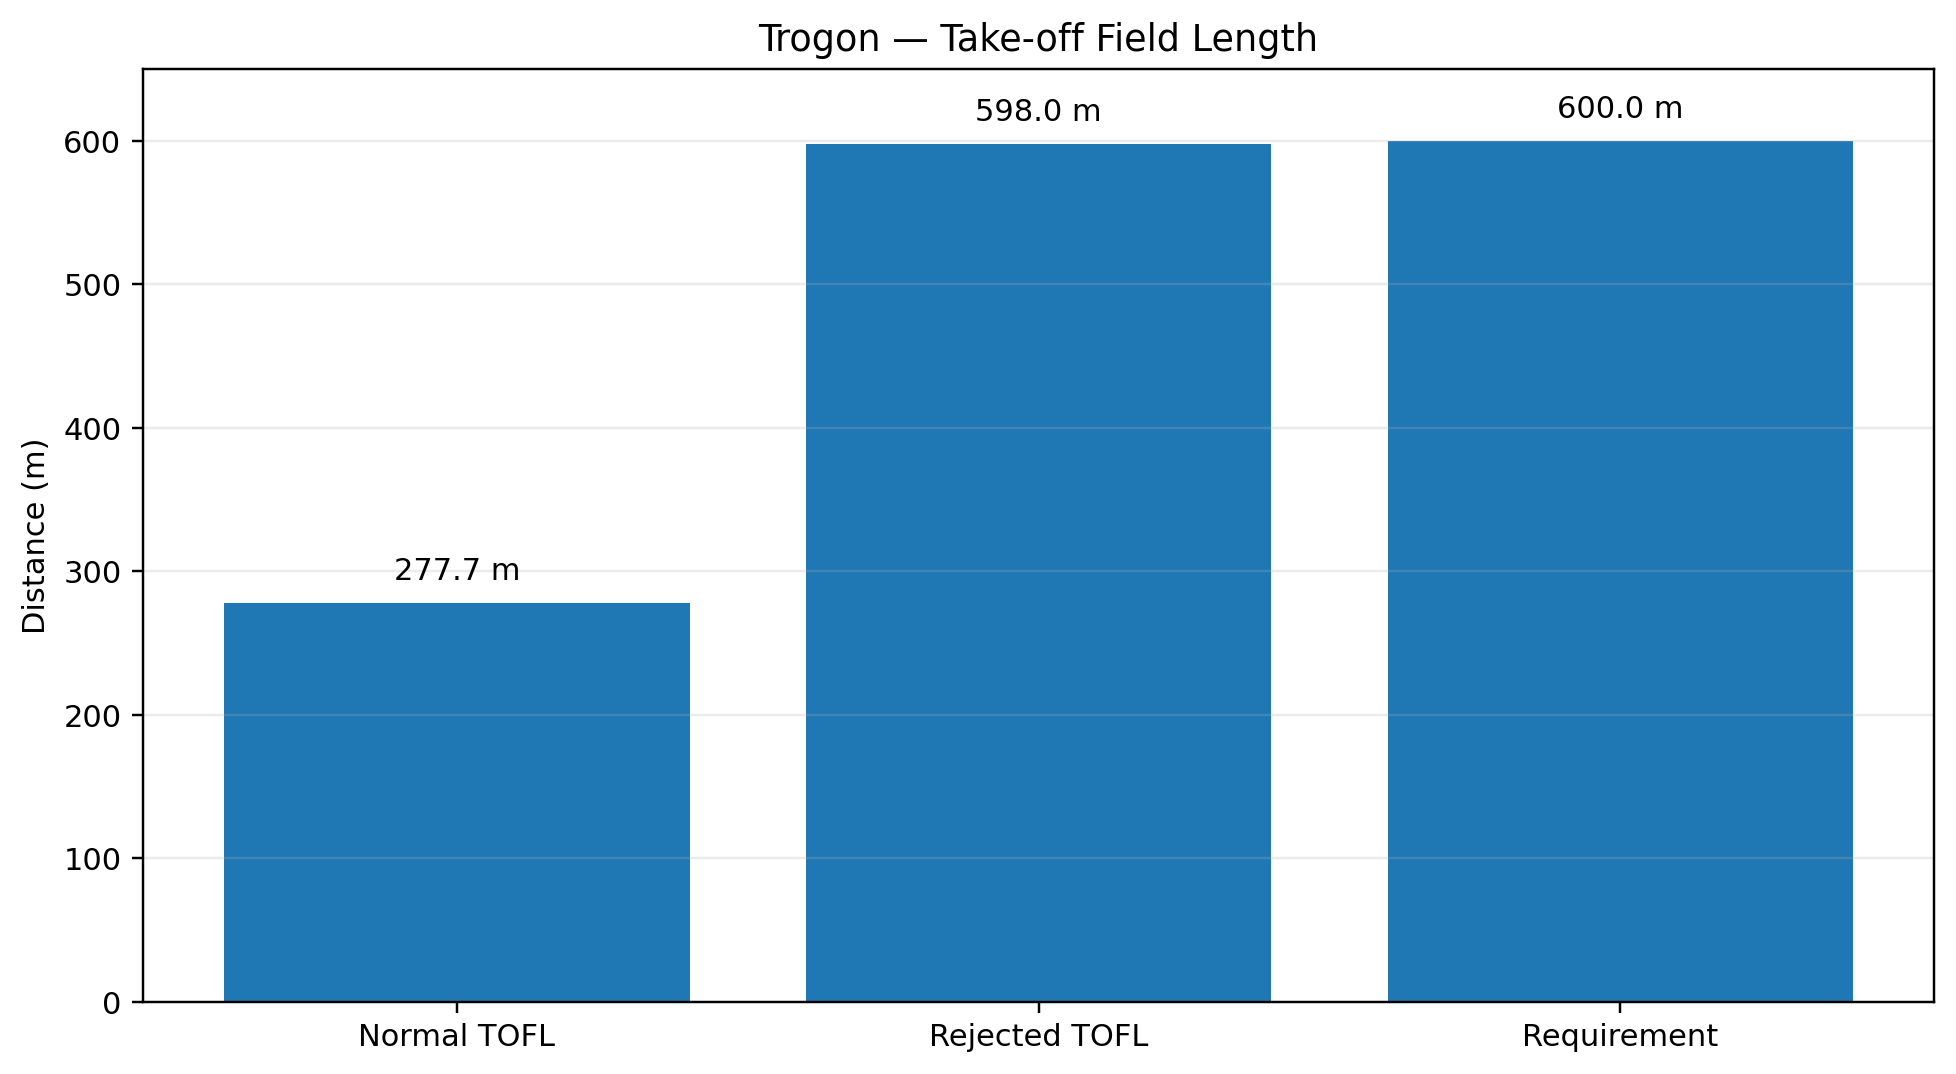 Trogon — Take-off Field Length
598.0 m
600.0 m
277.7 m
600
500
400
300
200
100
0
Distance (m)
Normal TOFL
Rejected TOFL
Requirement